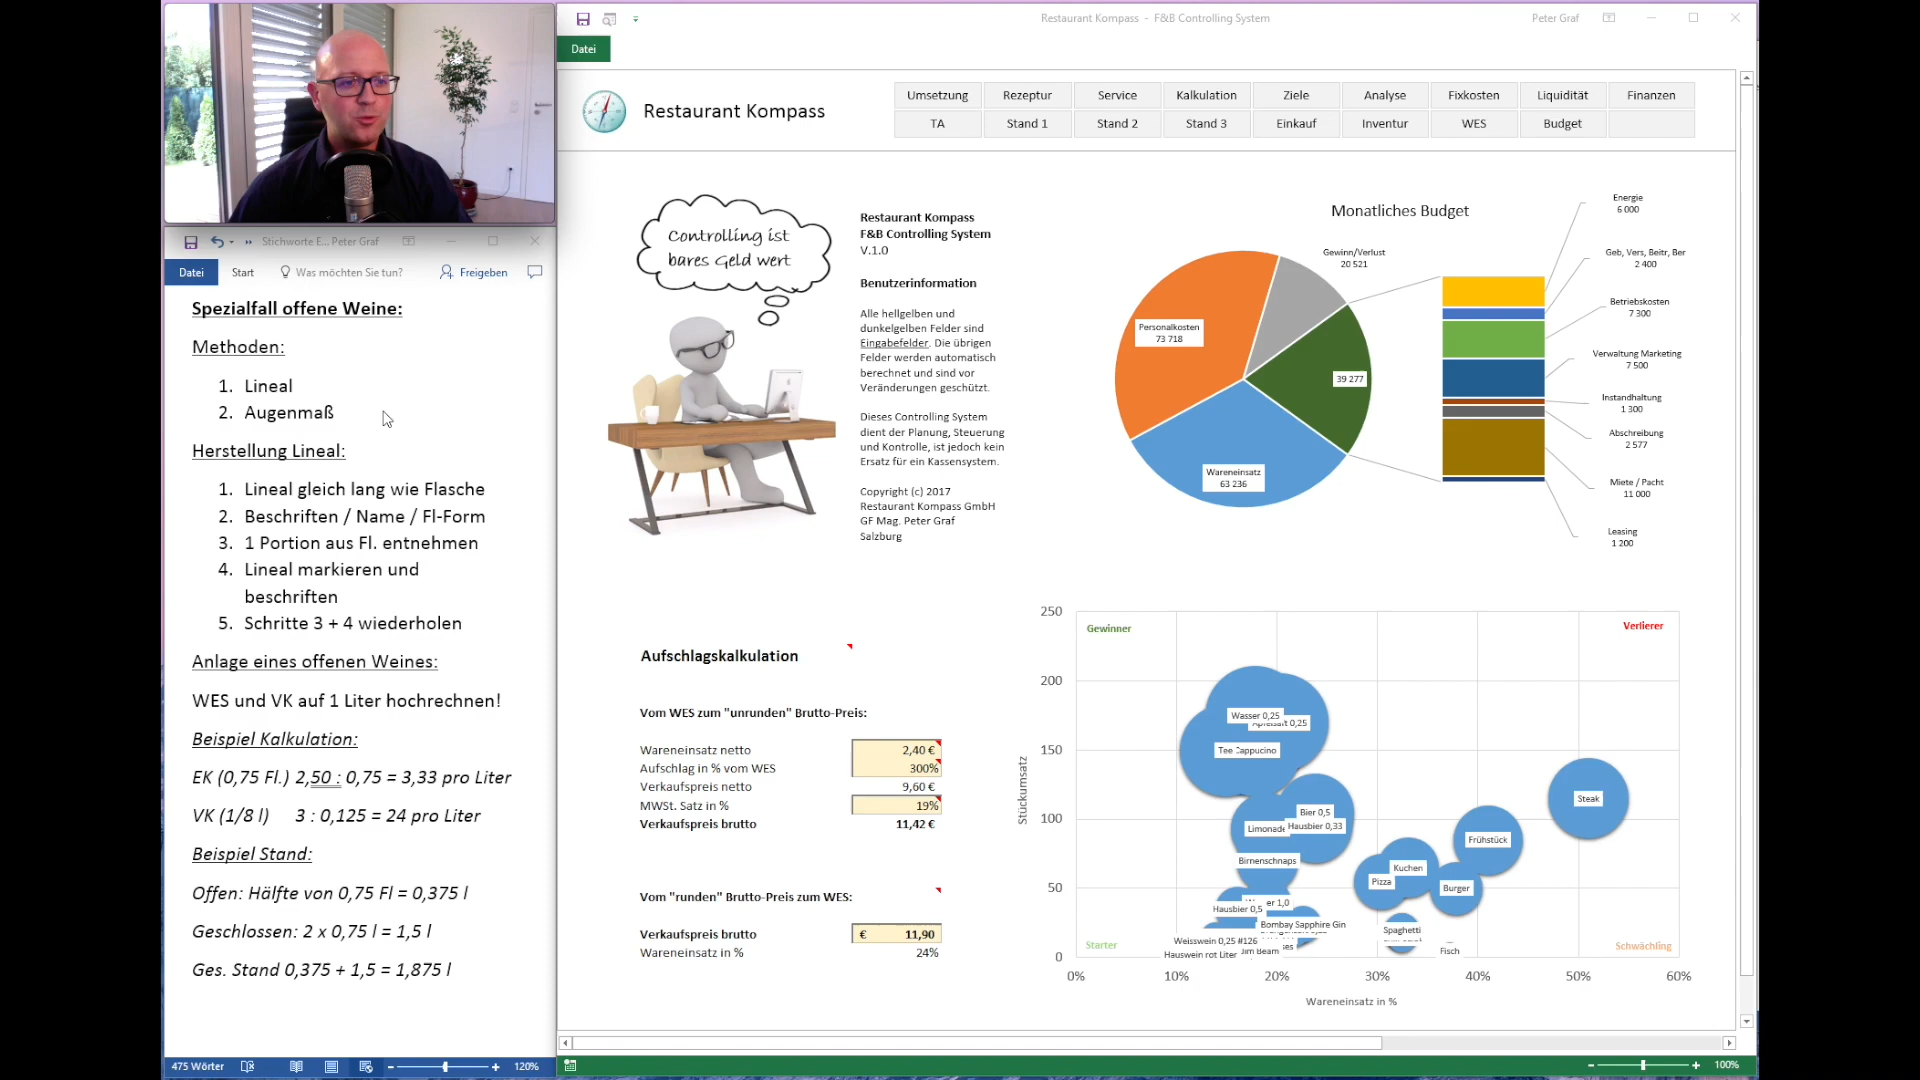 Restaurant Kompass - F&B Controlling System
Peter Graf
Datei
Restaurant Kompass
Umsetzung
Rezeptur
Service
Kalkulation
Ziele
Analyse
Fixkosten
Liquidität
Finanzen
TA
Stand 1
Stand 2
Stand 3
Einkauf
Inventur
WES
Budget
Stichworte E... Peter Graf
Datei
Start
Was möchten Sie tun?
Freigeben
Spezialfall offene Weine:
Methoden:
1. Lineal
2. Augenmaß
Herstellung Lineal:
1. Lineal gleich lang wie Flasche
2. Beschriften / Name / Fl-Form
3. 1 Portion aus Fl. entnehmen
4. Lineal markieren und
beschriften
5. Schritte 3 + 4 wiederholen
Anlage eines offenen Weines:
WES und VK auf 1 Liter hochrechnen!
Beispiel Kalkulation:
EK (0,75 Fl.) 2,50 : 0,75 = 3,33 pro Liter
VK (1/8 l) 3 : 0,125 = 24 pro Liter
Beispiel Stand:
Offen: Hälfte von 0,75 Fl = 0,375 l
Geschlossen: 2 x 0,75 l = 1,5 l
Ges. Stand 0,375 + 1,5 = 1,875 l
475 Wörter
120%
Controlling ist
bares Geld wert
Restaurant Kompass
F&B Controlling System
V.1.0
Benutzerinformation
Alle hellgelben und
dunkelgelben Felder sind
Eingabefelder. Die übrigen
Felder werden automatisch
berechnet und sind vor
Veränderungen geschützt.
Dieses Controlling System
dient der Planung, Steuerung
und Kontrolle, ist jedoch kein
Ersatz für ein Kassensystem.
Copyright (c) 2017
Restaurant Kompass GmbH
GF Mag. Peter Graf
Salzburg
Monatliches Budget
Gewinn/Verlust
20 521
Personalkosten
73 718
39 277
Wareneinsatz
63 236
Energie
6 000
Geb, Vers, Beitr, Ber
2 400
Betriebskosten
7 300
Verwaltung Marketing
7 500
Instandhaltung
1 300
Abschreibung
2 577
Miete / Pacht
11 000
Leasing
1 200
Aufschlagskalkulation
Vom WES zum "unrunden" Brutto-Preis:
Wareneinsatz netto 2,40 €
Aufschlag in % vom WES 300%
Verkaufspreis netto 9,60 €
MWSt. Satz in % 19%
Verkaufspreis brutto 11,42 €
Vom "runden" Brutto-Preis zum WES:
Verkaufspreis brutto € 11,90
Wareneinsatz in % 24%
Stückumsatz
250
200
150
100
50
0
Gewinner
Verlierer
Starter
Schwächling
Wasser 0,25
Apfelsaft 0,25
Tee
Cappucino
Bier 0,5
Limonade
Hausbier 0,33
Birnenschnaps
Hausbier 0,5
er 1,0
Bombay Sapphire Gin
Weisswein 0,25 #126
Hauswein rot Liter
Jim Beam
Steak
Frühstück
Kuchen
Pizza
Burger
Spaghetti
Fisch
0%
10%
20%
30%
40%
50%
60%
Wareneinsatz in %
100%